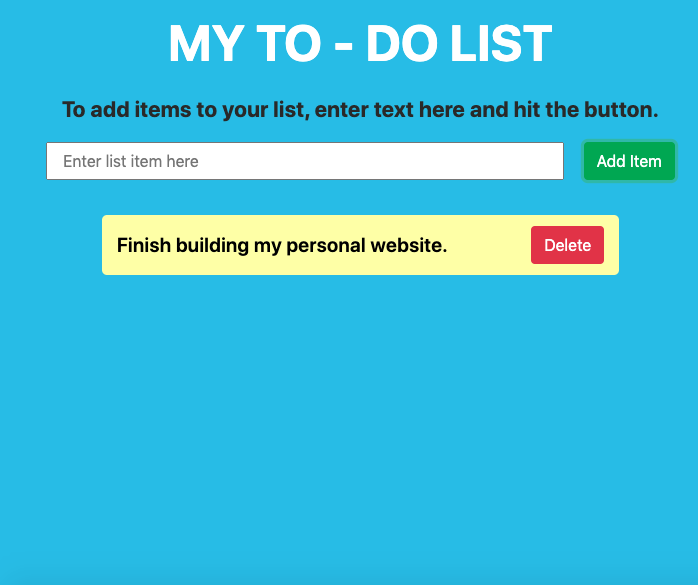 MY TO - DO LIST
To add items to your list, enter text here and hit the button.
Enter list item here
Add Item
Finish building my personal website.
Delete